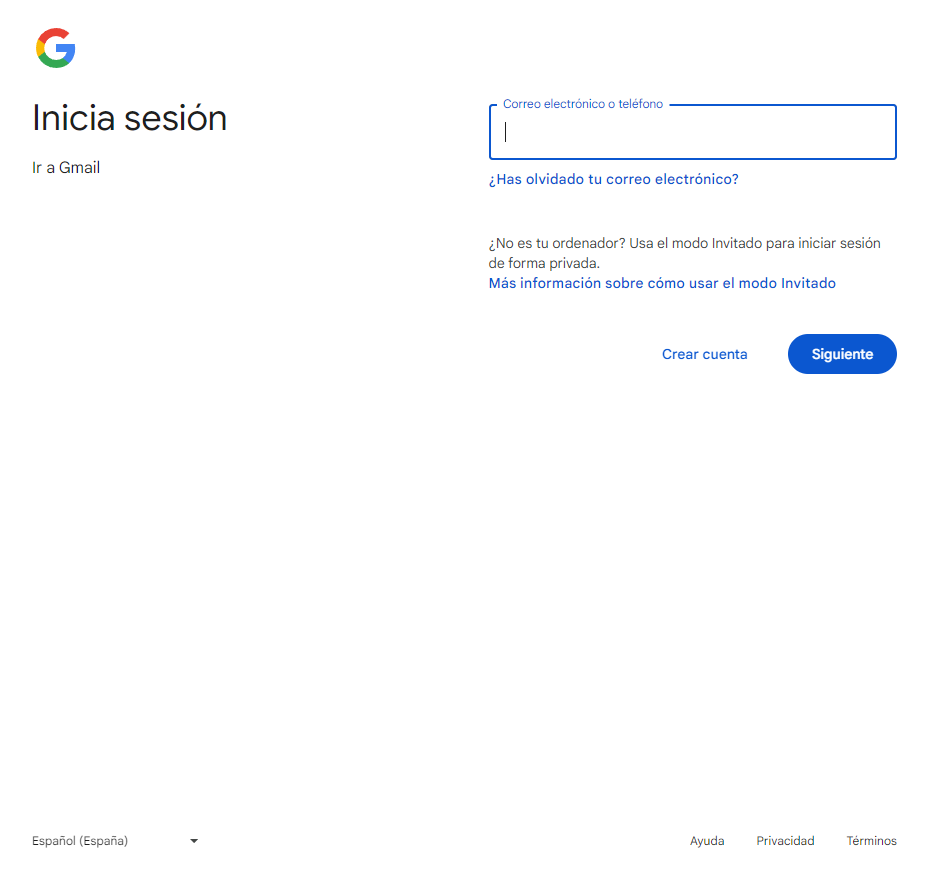 Inicia sesión
Ir a Gmail
Correo electrónico o teléfono
¿Has olvidado tu correo electrónico?
¿No es tu ordenador? Usa el modo Invitado para iniciar sesión
de forma privada.
Más información sobre cómo usar el modo Invitado
Crear cuenta
Siguiente
Español (España)
Ayuda
Privacidad
Términos